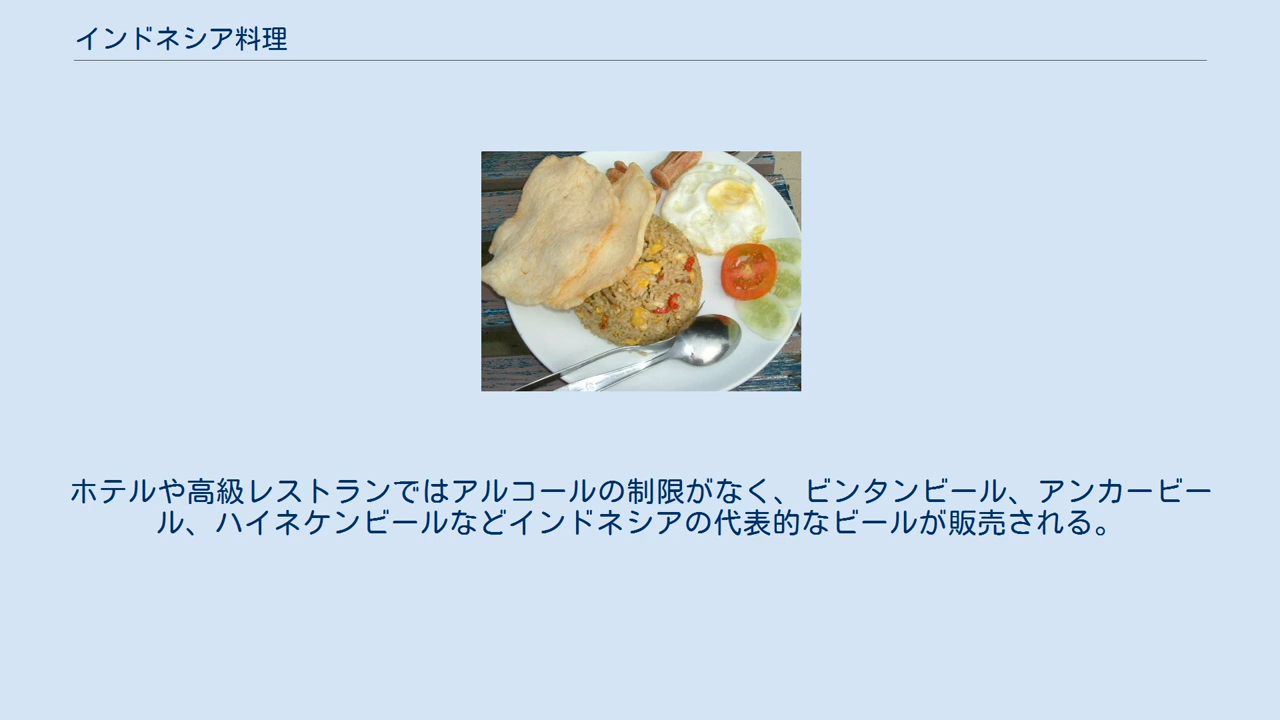 インドネシア料理
ホテルや高級レストランではアルコールの制限がなく、ビンタンビール、アンカービー
ル、ハイネケンビールなどインドネシアの代表的なビールが販売される。